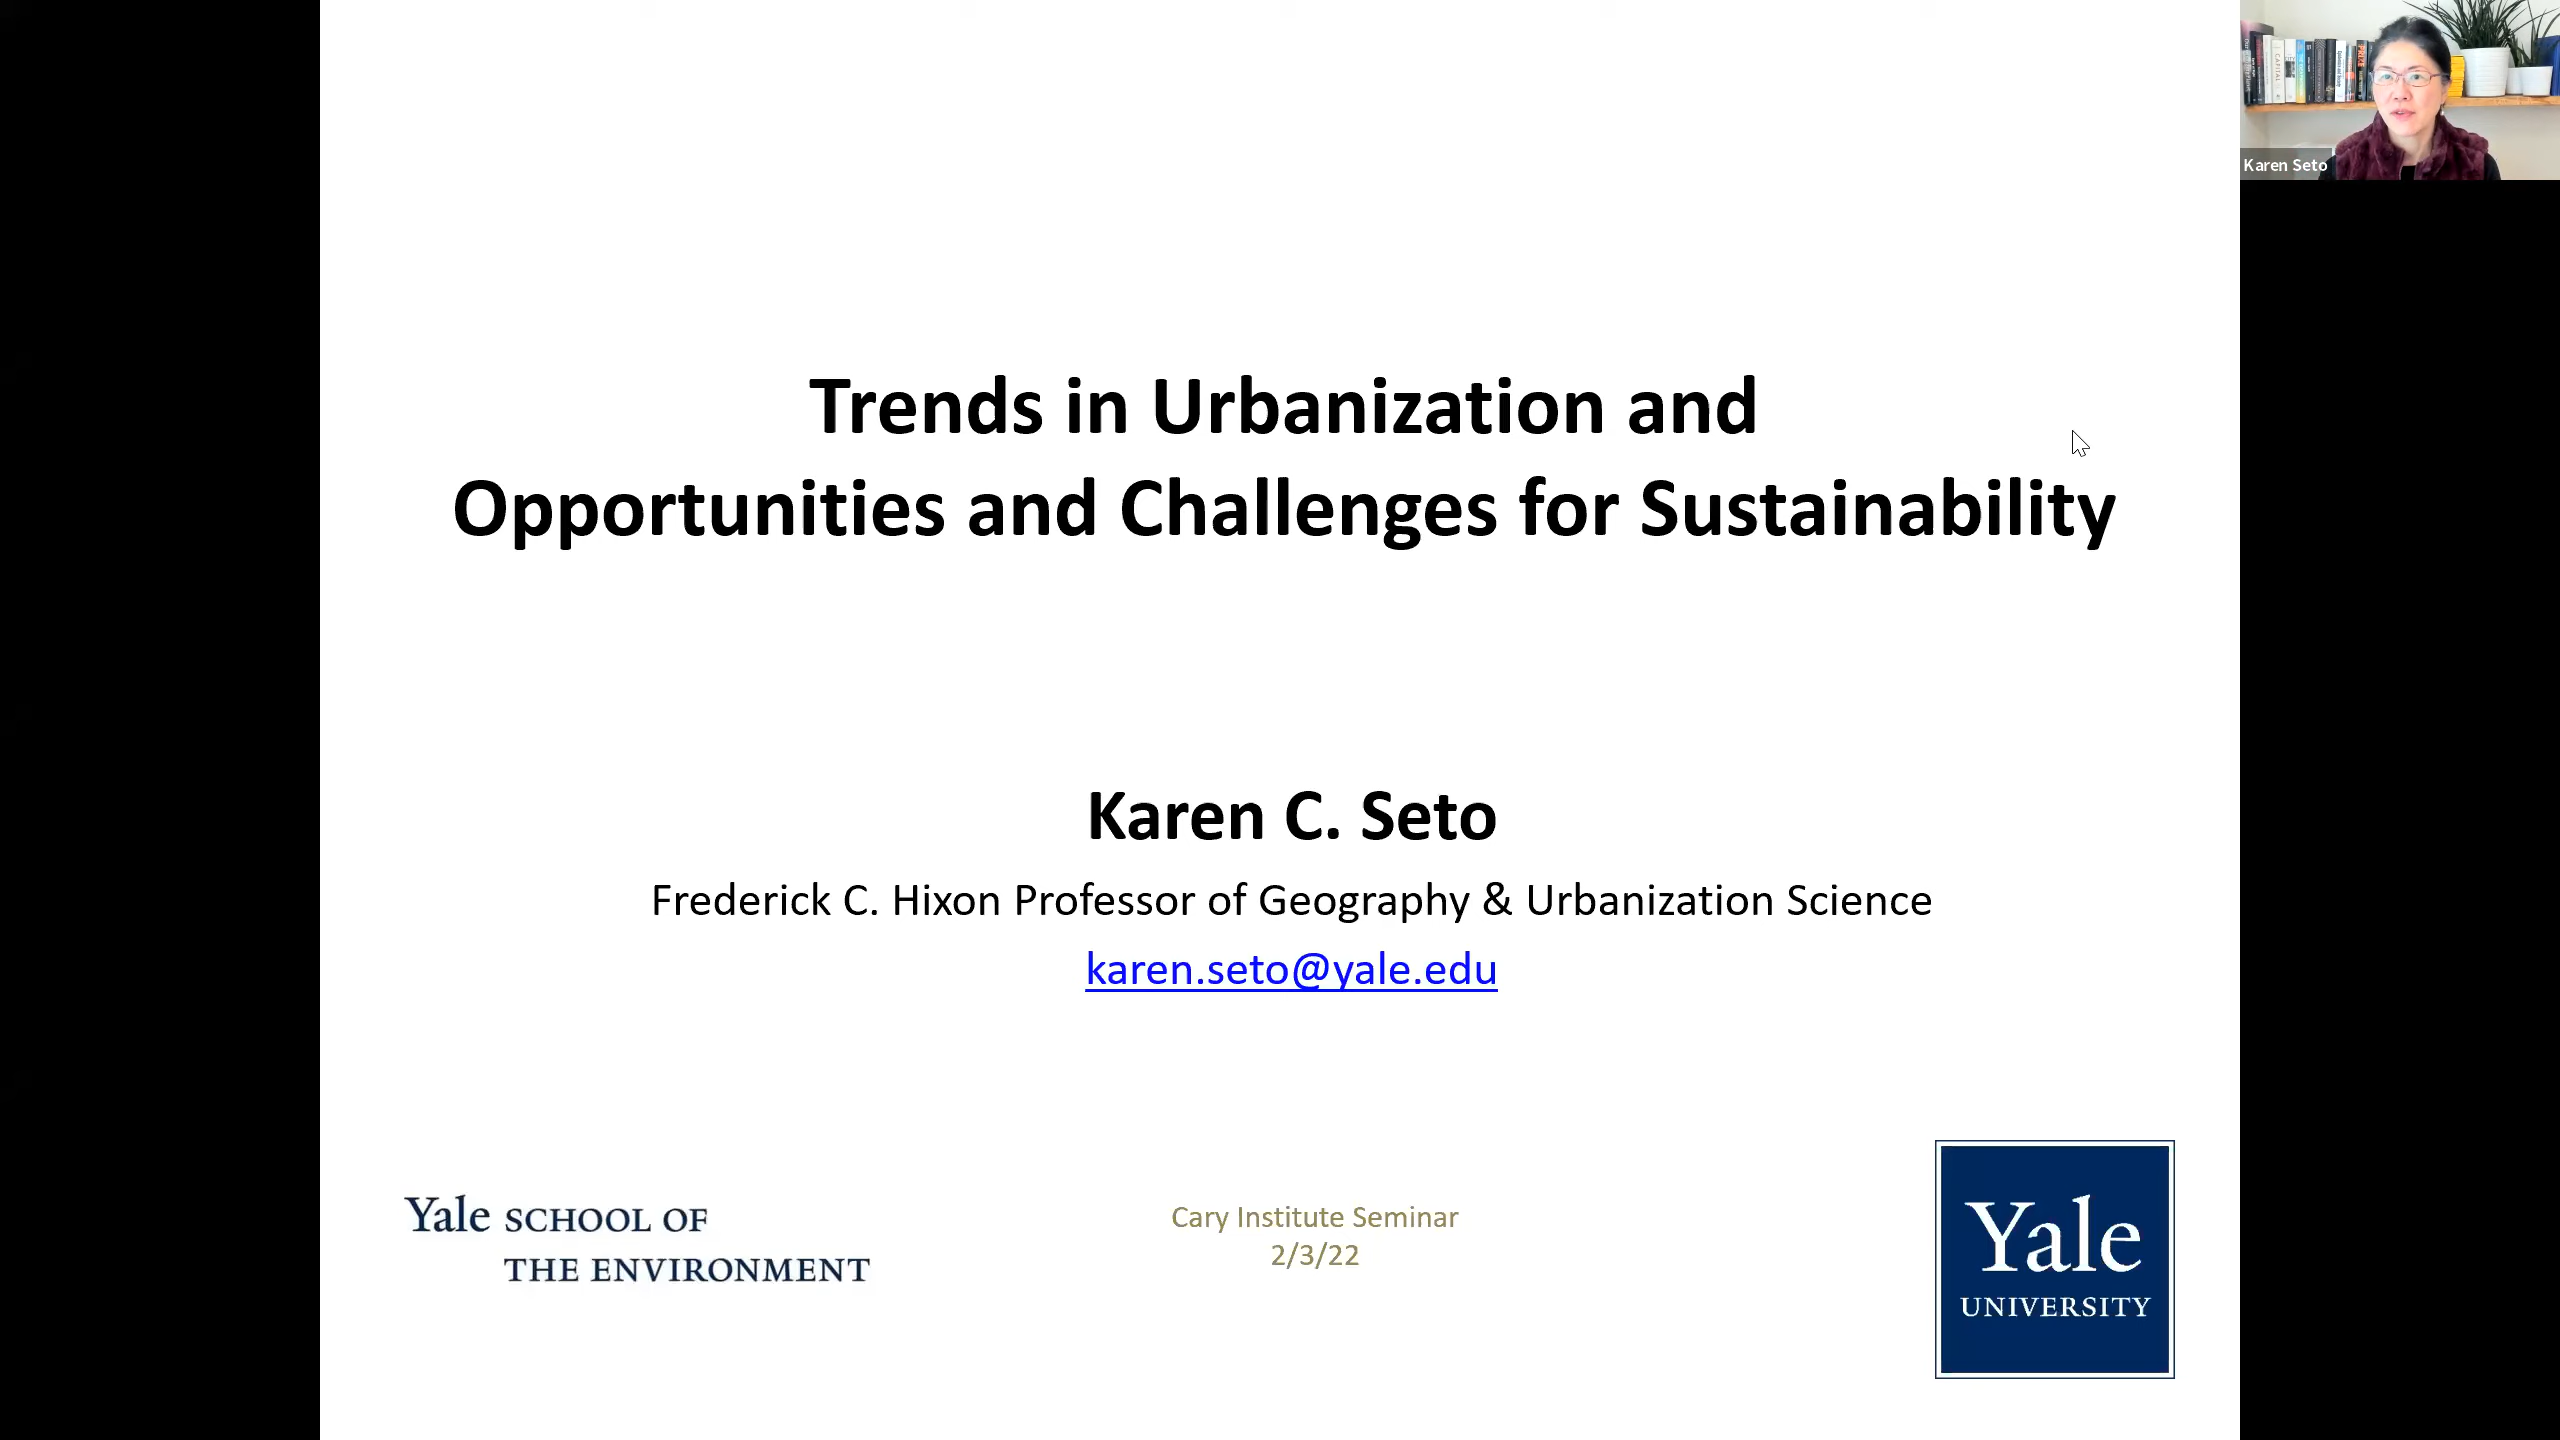 Trends in Urbanization and
Opportunities and Challenges for Sustainability
Karen C. Seto
Frederick C. Hixon Professor of Geography & Urbanization Science
karen.seto@yale.edu
Yale SCHOOL OF
THE ENVIRONMENT
Cary Institute Seminar
2/3/22
Yale
UNIVERSITY
CAPITAL
Karen Seto